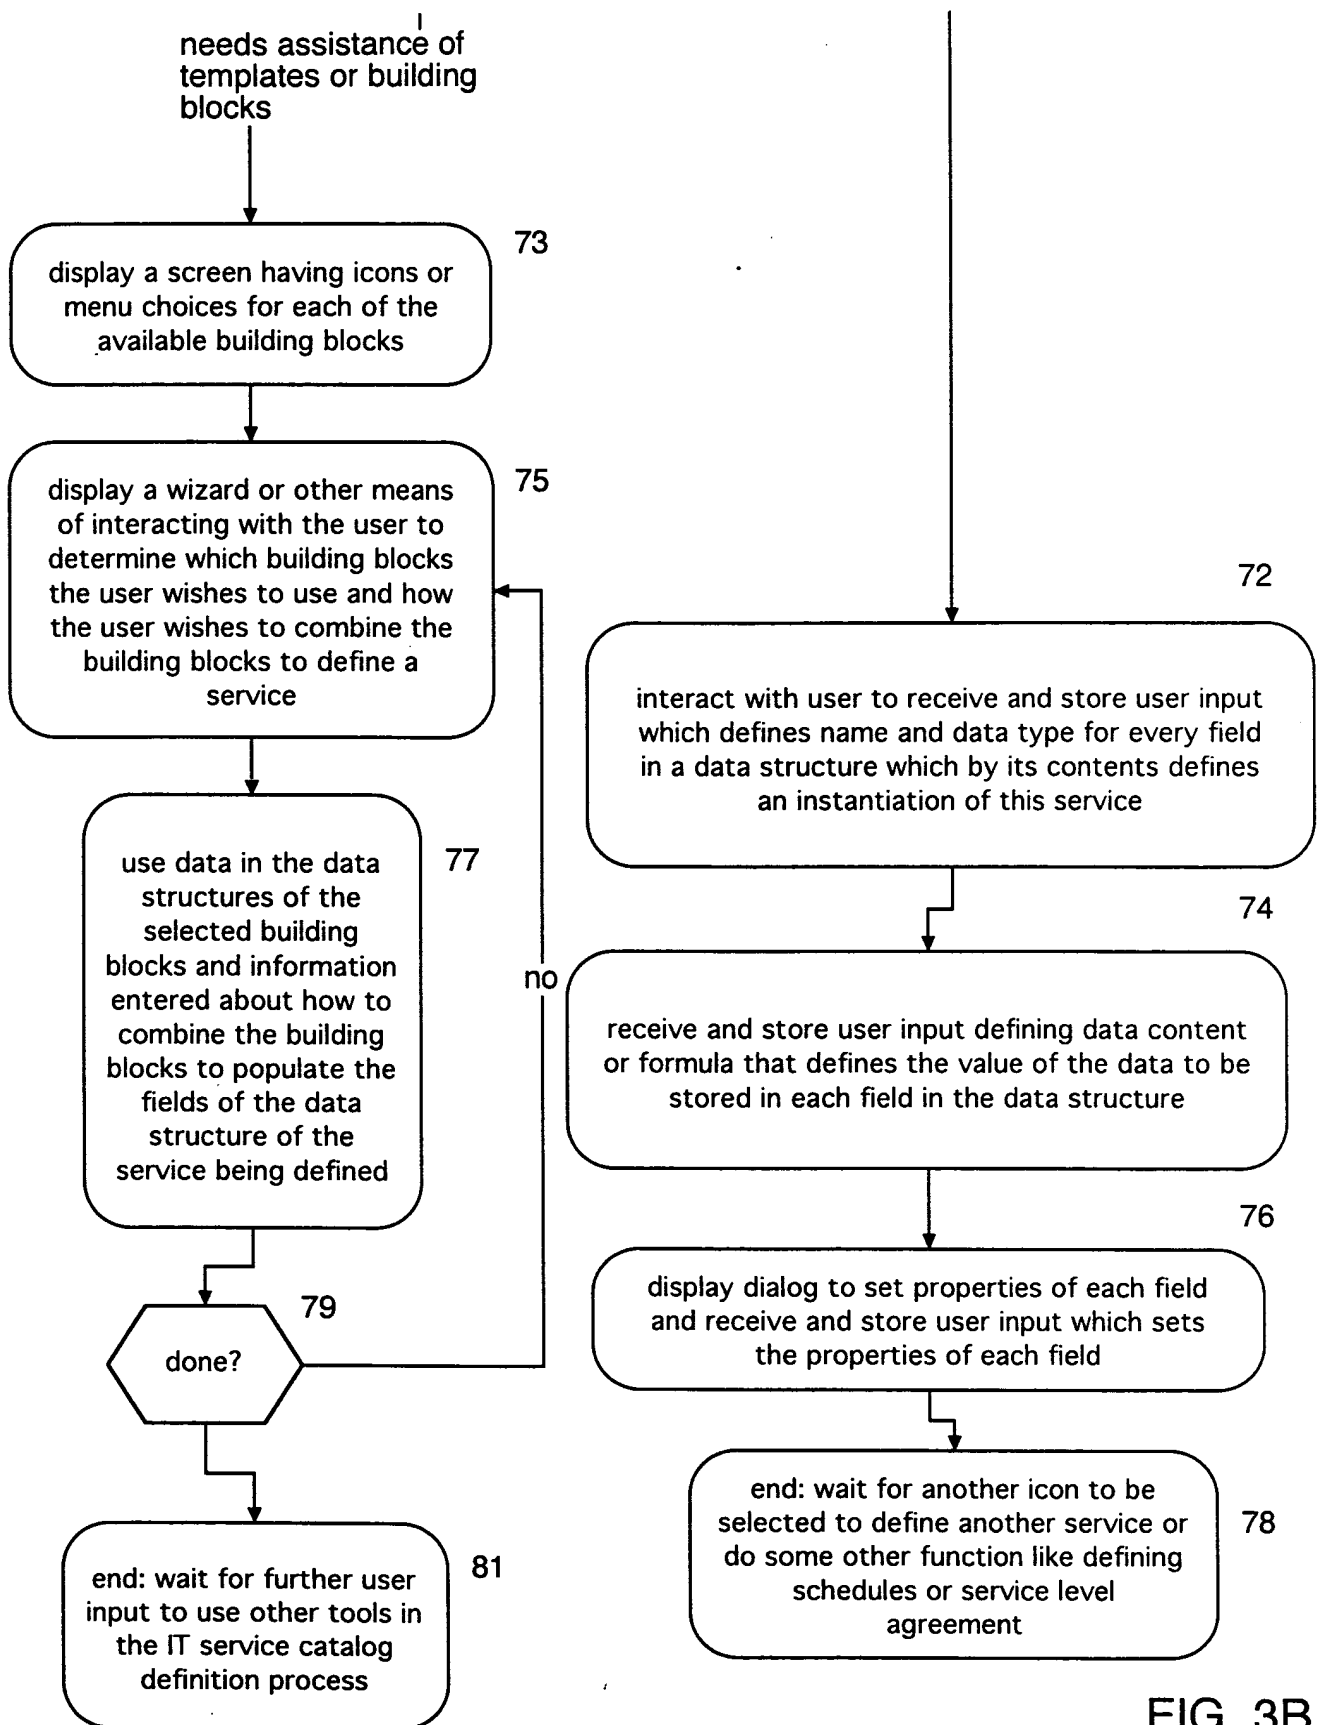 needs assistance of
templates or building
blocks
73
display a screen having icons or
menu choices for each of the
available building blocks
75
display a wizard or other means
of interacting with the user to
determine which building blocks
the user wishes to use and how
the user wishes to combine the
building blocks to define a
service
77
use data in the data
structures of the
selected building
blocks and information
entered about how to
combine the building
blocks to populate the
fields of the data
structure of the
service being defined
no
79
done?
81
end: wait for further user
input to use other tools in
the IT service catalog
definition process
72
interact with user to receive and store user input
which defines name and data type for every field
in a data structure which by its contents defines
an instantiation of this service
74
receive and store user input defining data content
or formula that defines the value of the data to be
stored in each field in the data structure
76
display dialog to set properties of each field
and receive and store user input which sets
the properties of each field
78
end: wait for another icon to be
selected to define another service or
do some other function like defining
schedules or service level
agreement
FIG. 3B